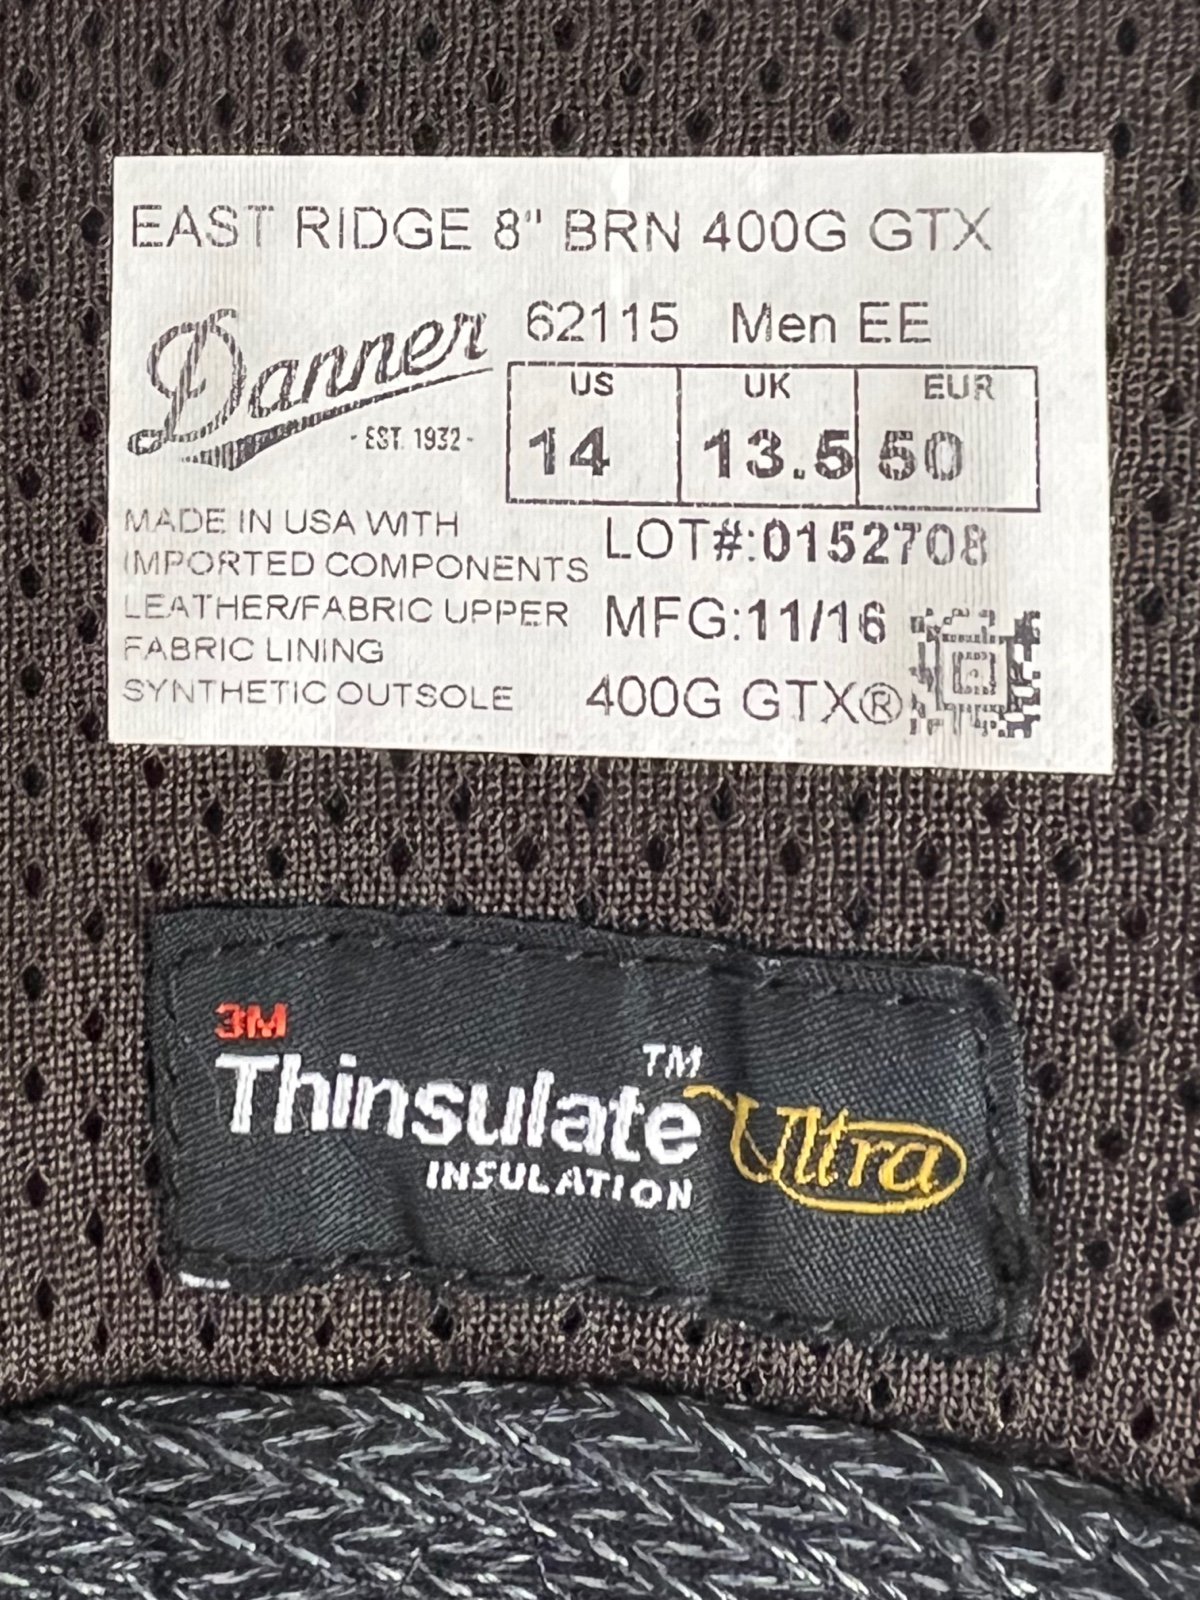 EAST RIDGE 8" BRN 400G GTX
Danner
- EST. 1932 -
62115 Men EE
US UK EUR
14 13.5 50
MADE IN USA WITH
IMPORTED COMPONENTS
LEATHER/FABRIC UPPER
FABRIC LINING
SYNTHETIC OUTSOLE
LOT#:0152708
MFG:11/16
400G GTX®
3M
Thinsulate™ Ultra
INSULATION